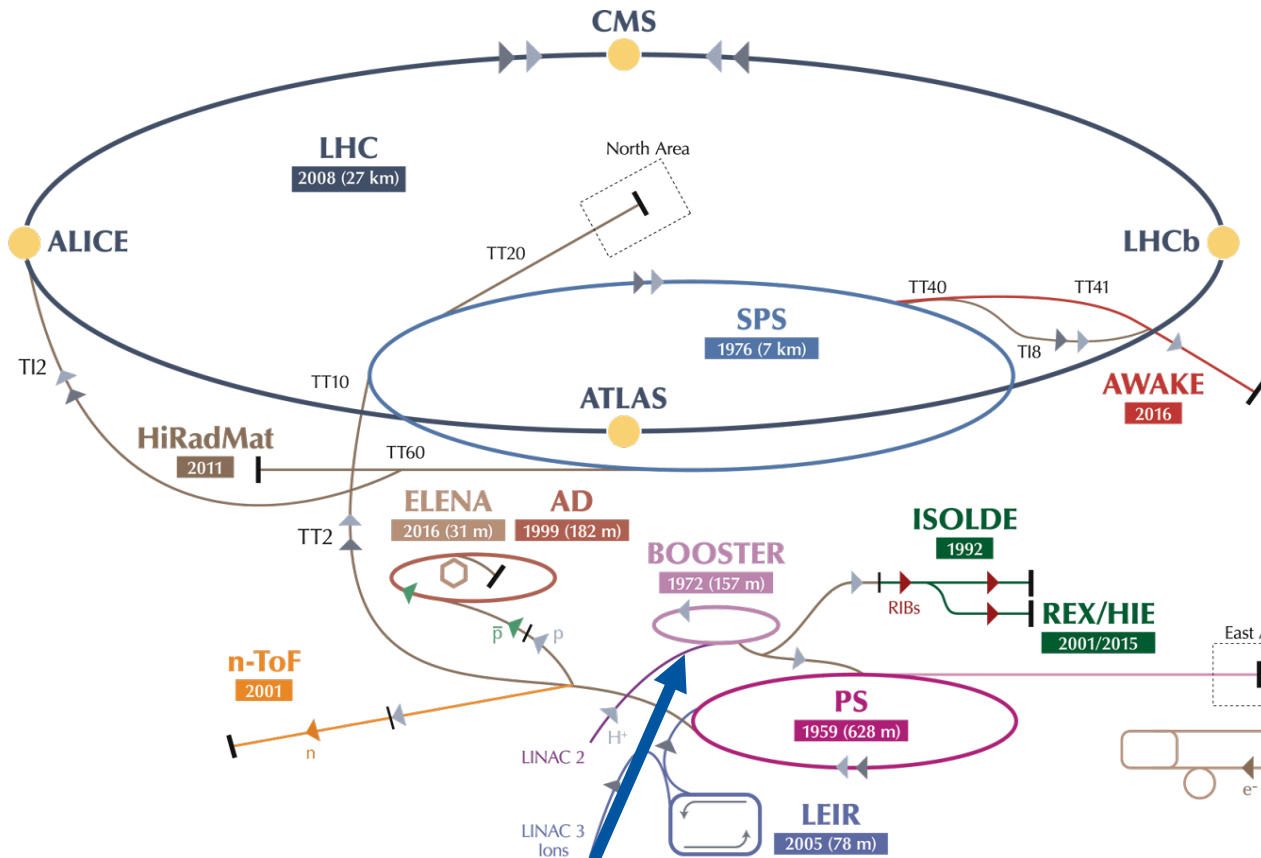 CMS
LHC
2008 (27 km)
North Area
ALICE
LHCb
TT20
TT40
TT41
SPS
1976 (7 km)
TI8
TI2
TT10
AWAKE
2016
ATLAS
HiRadMat
2011
TT60
ELENA
2016 (31 m)
AD
1999 (182 m)
ISOLDE
1992
TT2
BOOSTER
1972 (157 m)
RIBs
REX/HIE
2001/2015
p̅
p
East A
n-ToF
2001
PS
1959 (628 m)
H+
n
LINAC 2
e-
LINAC 3
Ions
LEIR
2005 (78 m)